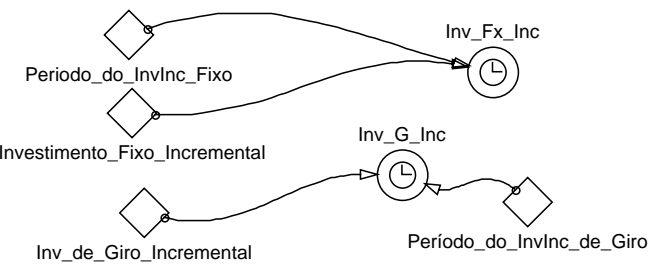 Inv_Fx_Inc
Periodo_do_InvInc_Fixo
Investimento_Fixo_Incremental
Inv_G_Inc
Período_do_InvInc_de_Giro
Inv_de_Giro_Incremental